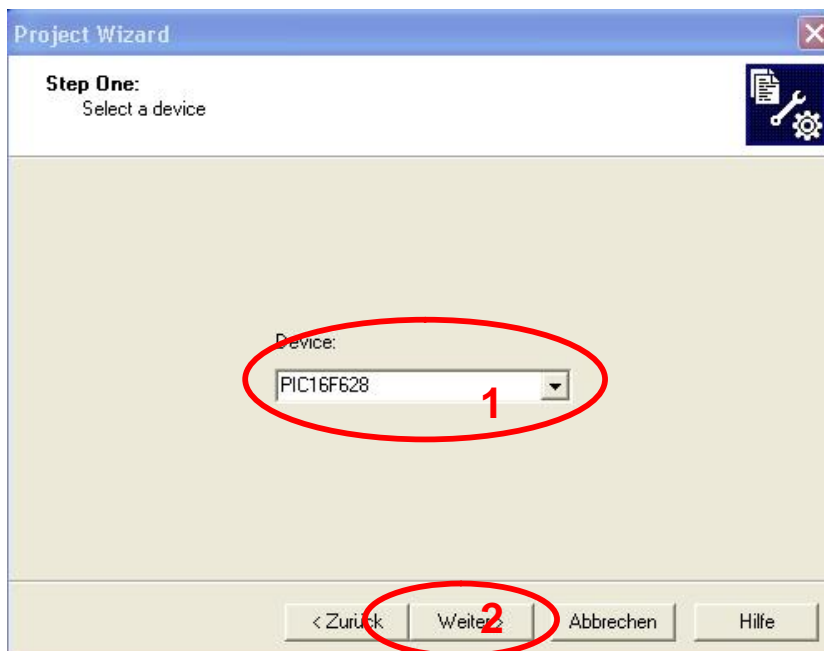 Project Wizard
Step One:
Select a device
Device:
PIC16F628
1
< Zurück Weiter > Abbrechen Hilfe
2